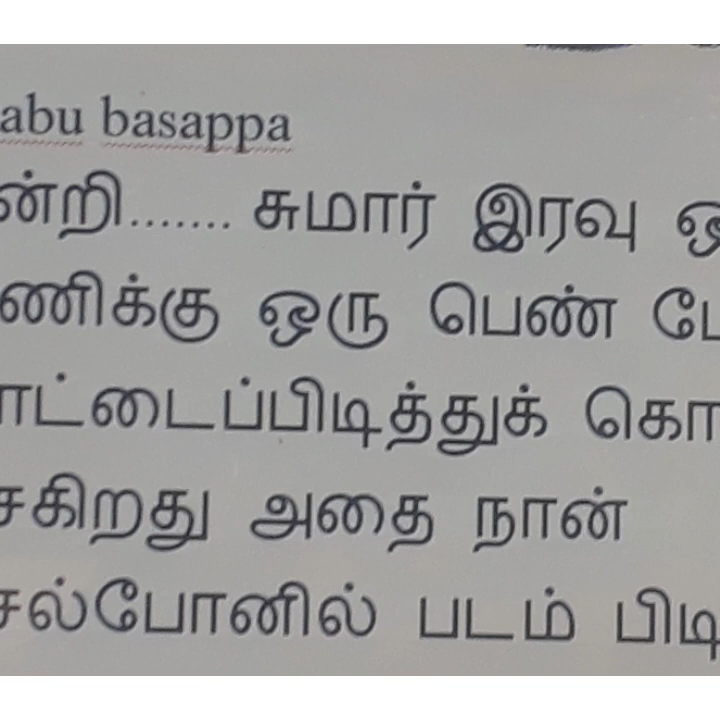 abu basappa
ன்றி....... சுமார் இரவு ஒ
ணிக்கு ஒரு பெண் பே
ாட்டைப்பிடித்துக் கொ
சகிறது அதை நான்
சல்போனில் படம் பிடி